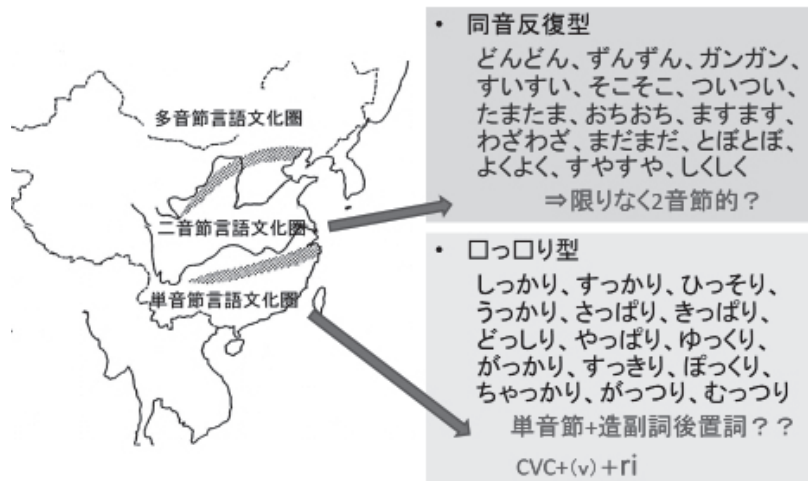 多音節言語文化圏
二音節言語文化圏
単音節言語文化圏
• 同音反復型
どんどん、ずんずん、ガンガン、
すいすい、そこそこ、ついつい、
たまたま、おちおち、ますます、
わざわざ、まだまだ、とぼとぼ、
よくよく、すやすや、しくしく
⇒限りなく2音節的？
• □っ□り型
しっかり、すっかり、ひっそり、
うっかり、さっぱり、きっぱり、
どっしり、やっぱり、ゆっくり、
がっかり、すっきり、ぽっくり、
ちゃっかり、がっつり、むっつり
単音節+造副詞後置詞？？
CVC+(v)+ri